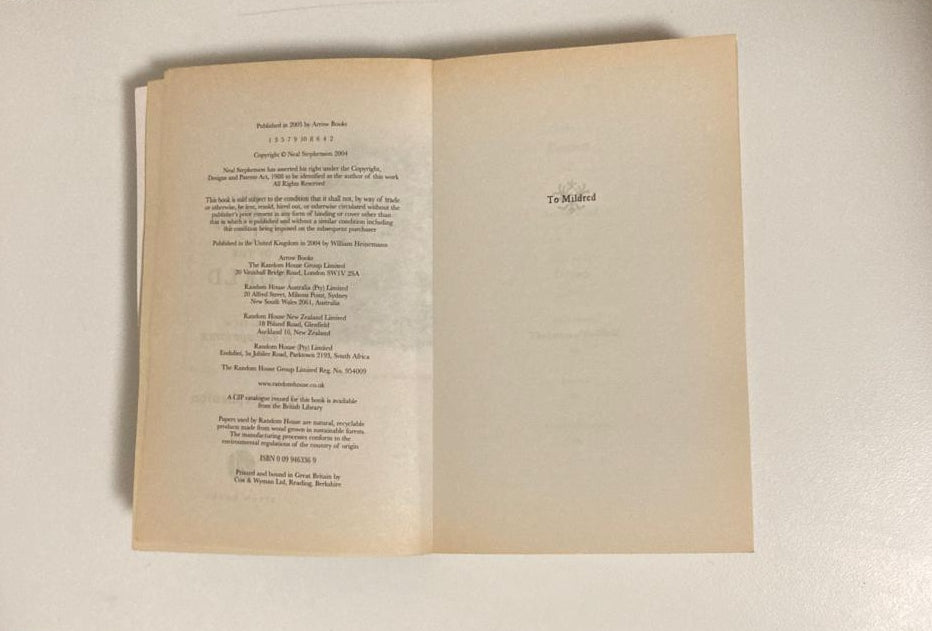 Published in 2005 by Arrow Books
1 3 5 7 9 10 8 6 4 2
Copyright © Neal Stephenson 2004
Neal Stephenson has asserted his right under the Copyright,
Designs and Patents Act, 1988 to be identified as the author of this work
All Rights Reserved
This book is sold subject to the condition that it shall not, by way of trade
or otherwise, be lent, resold, hired out, or otherwise circulated without the
publisher's prior consent in any form of binding or cover other than
that in which it is published and without a similar condition including
this condition being imposed on the subsequent purchaser
Published in the United Kingdom in 2004 by William Heinemann
Arrow Books
The Random House Group Limited
20 Vauxhall Bridge Road, London SW1V 2SA
Random House Australia (Pty) Limited
20 Alfred Street, Milsons Point, Sydney
New South Wales 2061, Australia
Random House New Zealand Limited
18 Poland Road, Glenfield
Auckland 10, New Zealand
Random House (Pty) Limited
Endulini, 5a Jubilee Road, Parktown 2193, South Africa
The Random House Group Limited Reg. No. 954009
www.randomhouse.co.uk
A CIP catalogue record for this book is available
from the British Library
Papers used by Random House are natural, recyclable
products made from wood grown in sustainable forests.
The manufacturing processes conform to the
environmental regulations of the country of origin
ISBN 0 09 946336 9
Printed and bound in Great Britain by
Cox & Wyman Ltd, Reading, Berkshire
To Mildred